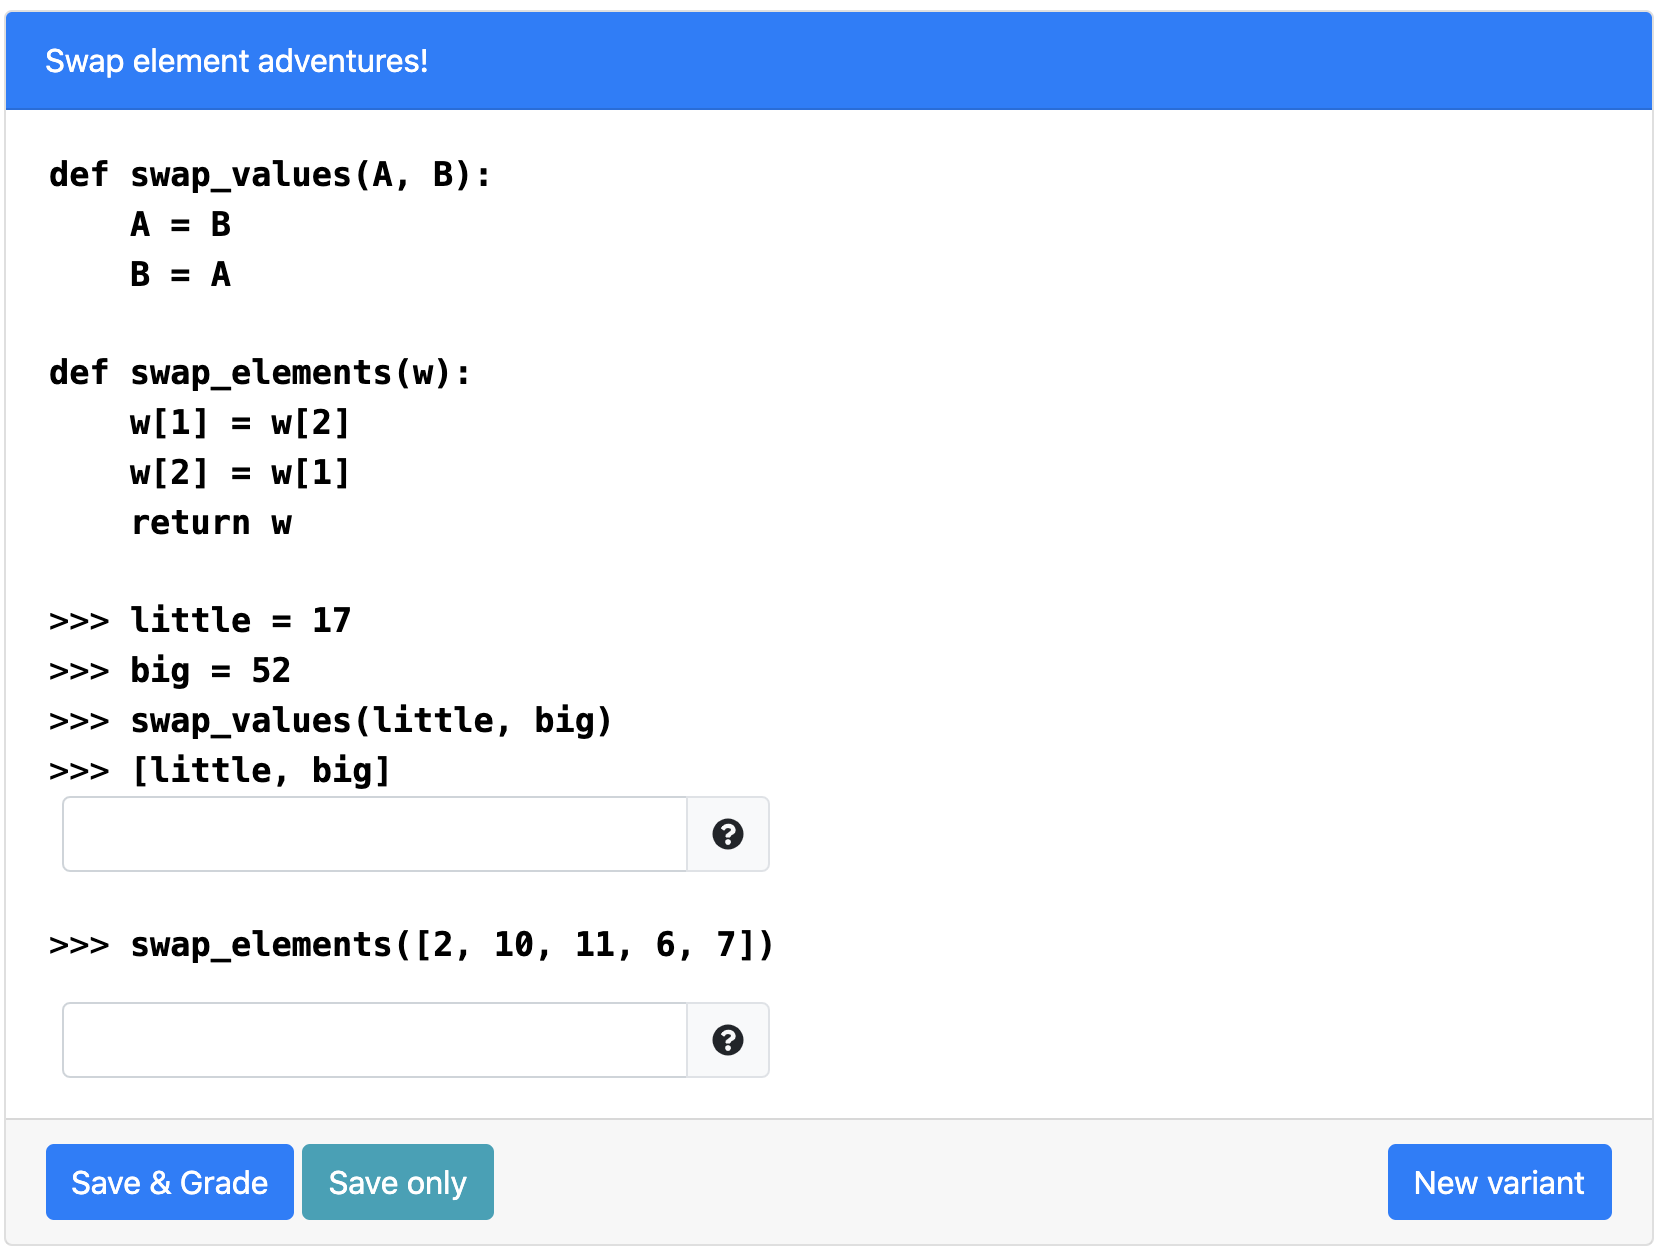 Swap element adventures!
def swap_values(A, B):
    A = B
    B = A
def swap_elements(w):
    w[1] = w[2]
    w[2] = w[1]
    return w
>>> little = 17
>>> big = 52
>>> swap_values(little, big)
>>> [little, big]
?
>>> swap_elements([2, 10, 11, 6, 7])
?
Save & Grade Save only New variant